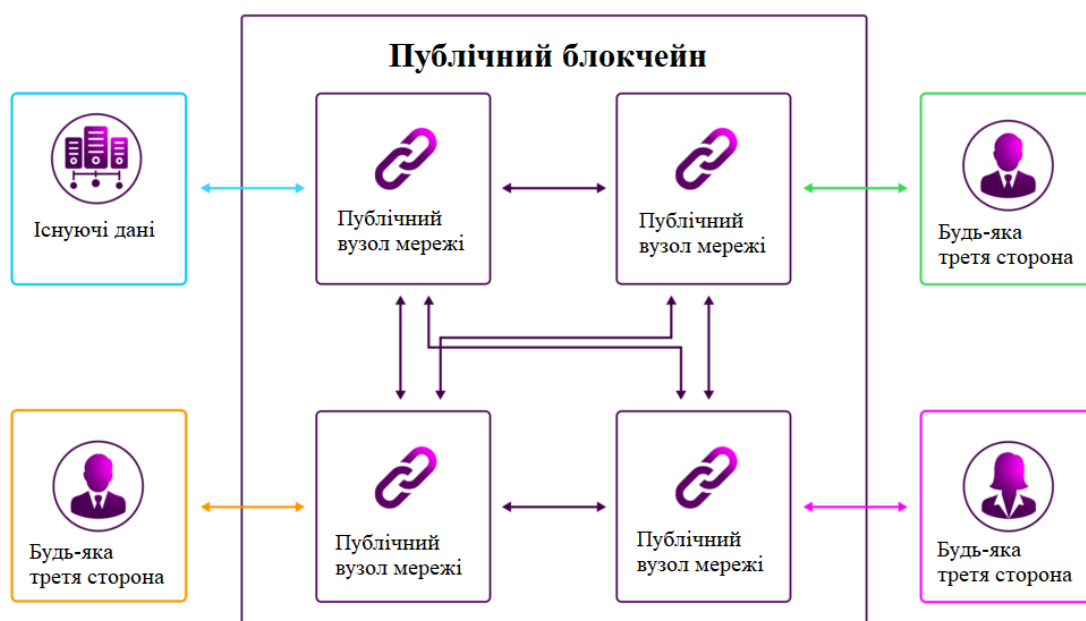 Публічний блокчейн
Існуючі дані
Публічний
вузол мережі
Публічний
вузол мережі
Будь-яка
третя сторона
Будь-яка
третя сторона
Публічний
вузол мережі
Публічний
вузол мережі
Будь-яка
третя сторона